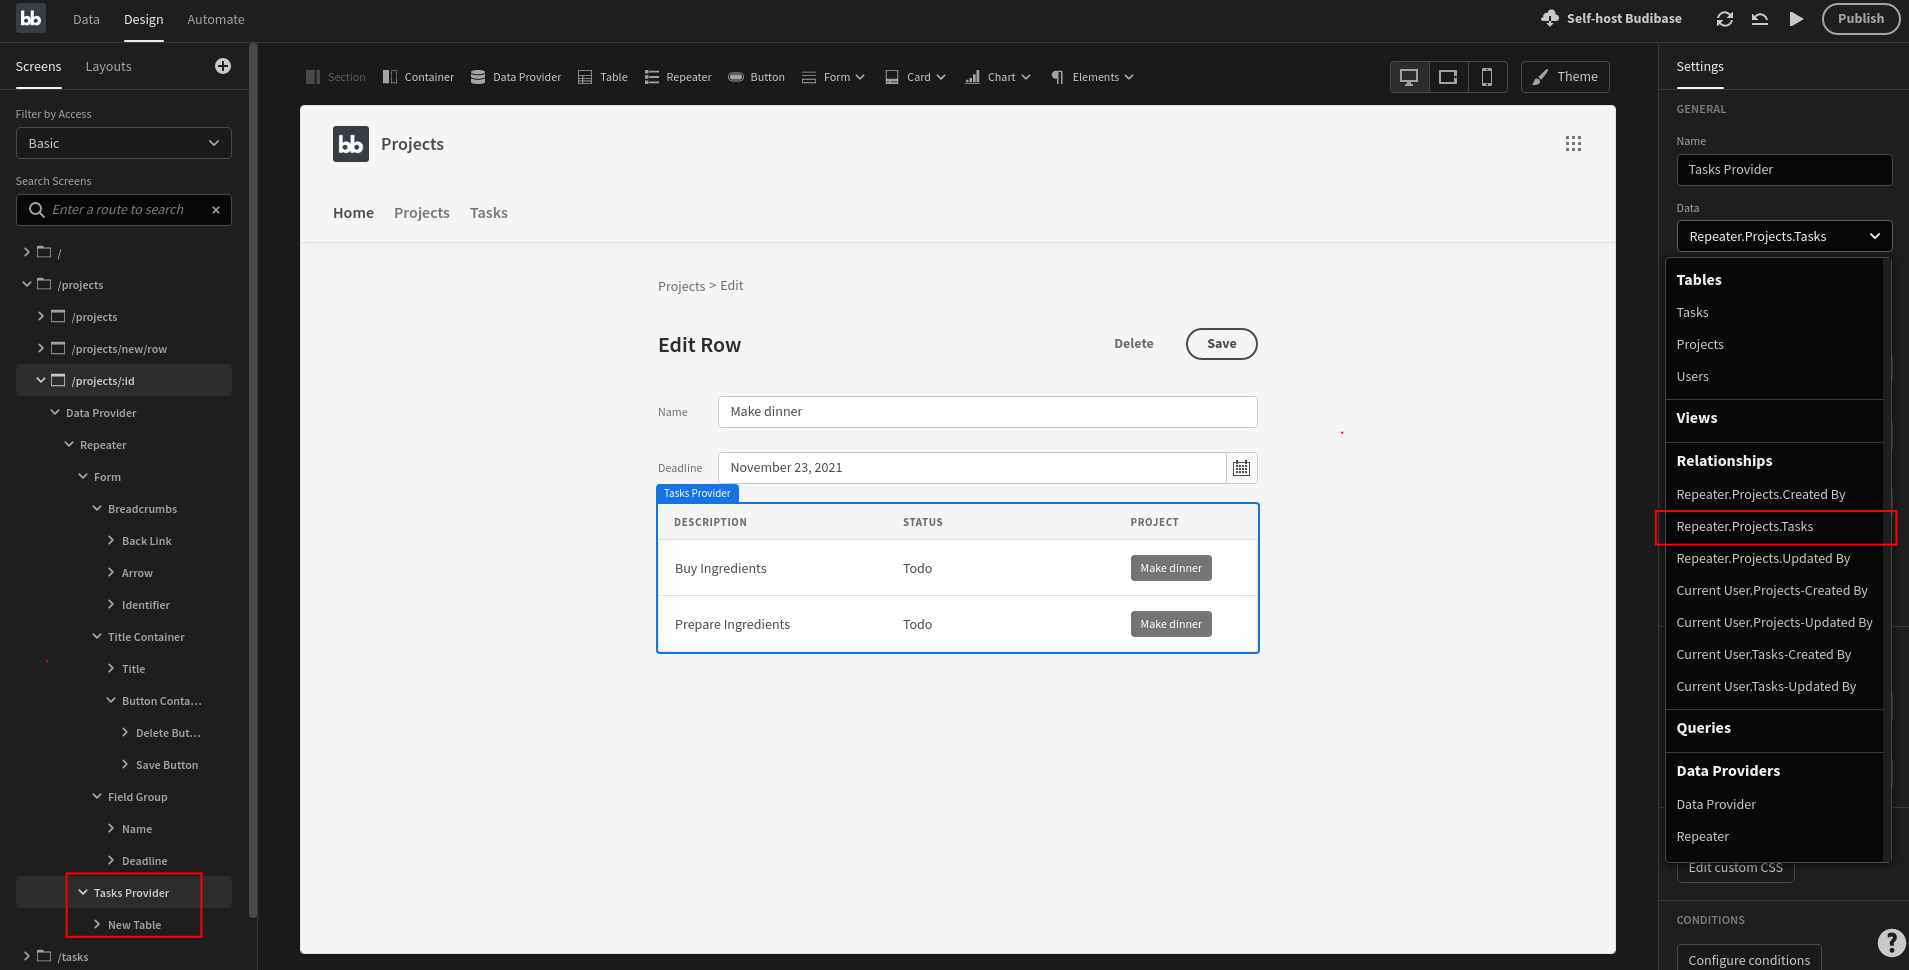 bb
Data
Design
Automate
Self-host Budibase
Publish
Screens
Layouts
Filter by Access
Basic
Search Screens
Enter a route to search
/
/projects
/projects
/projects/new/row
/projects/:id
Data Provider
Repeater
Form
Breadcrumbs
Back Link
Arrow
Identifier
Title Container
Title
Button Conta...
Delete But...
Save Button
Field Group
Name
Deadline
Tasks Provider
New Table
/tasks
Section
Container
Data Provider
Table
Repeater
Button
Form
Card
Chart
Elements
Theme
bb
Projects
Home
Projects
Tasks
Projects > Edit
Edit Row
Delete
Save
Name
Make dinner
Deadline
November 23, 2021
Tasks Provider
DESCRIPTION
STATUS
PROJECT
Buy Ingredients
Todo
Make dinner
Prepare Ingredients
Todo
Make dinner
Settings
GENERAL
Name
Tasks Provider
Data
Repeater.Projects.Tasks
Tables
Tasks
Projects
Users
Views
Relationships
Repeater.Projects.Created By
Repeater.Projects.Tasks
Repeater.Projects.Updated By
Current User.Projects-Created By
Current User.Projects-Updated By
Current User.Tasks-Created By
Current User.Tasks-Updated By
Queries
Data Providers
Data Provider
Repeater
Edit custom CSS
CONDITIONS
Configure conditions
?